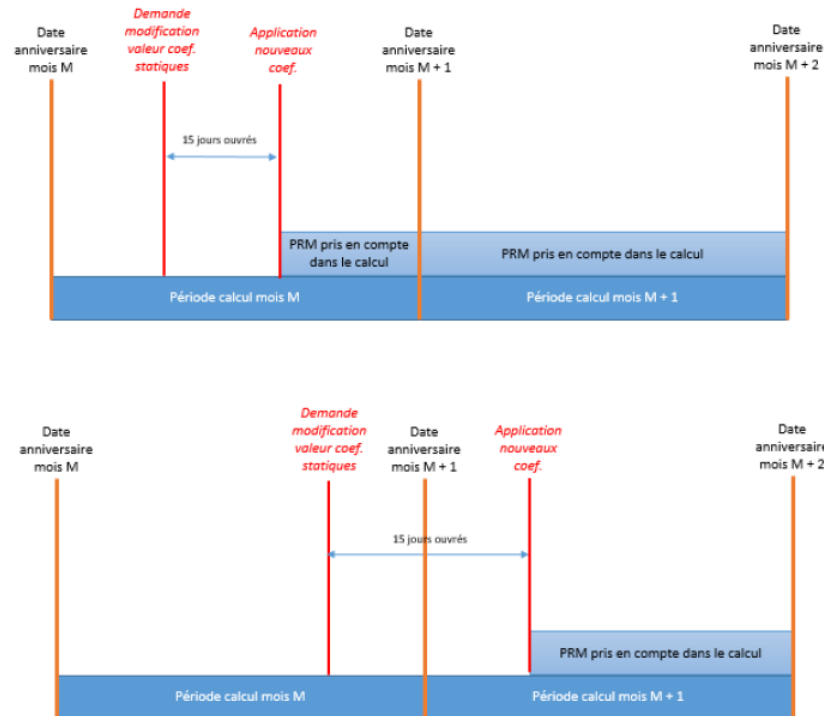 Date
anniversaire
mois M
Demande
modification
valeur coef.
statiques
Application
nouveaux
coef.
Date
anniversaire
mois M + 1
Date
anniversaire
mois M + 2
15 jours ouvrés
PRM pris en compte
dans le calcul
PRM pris en compte dans le calcul
Période calcul mois M
Période calcul mois M + 1
Date
anniversaire
mois M
Demande
modification
valeur coef.
statiques
Date
anniversaire
mois M + 1
Application
nouveaux
coef.
Date
anniversaire
mois M + 2
15 jours ouvrés
PRM pris en compte dans le calcul
Période calcul mois M
Période calcul mois M + 1